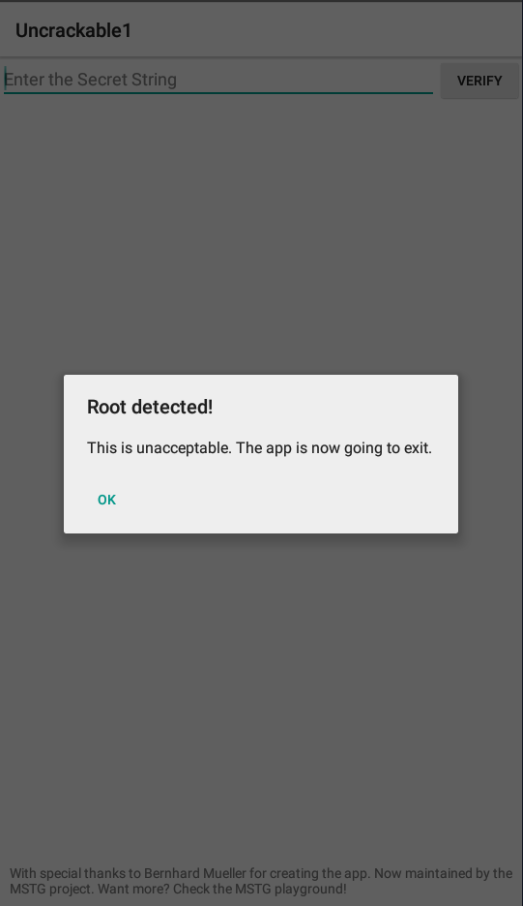 Uncrackable1
Enter the Secret String
VERIFY
Root detected!
This is unacceptable. The app is now going to exit.
OK
With special thanks to Bernhard Mueller for creating the app. Now maintained by the
MSTG project. Want more? Check the MSTG playground!